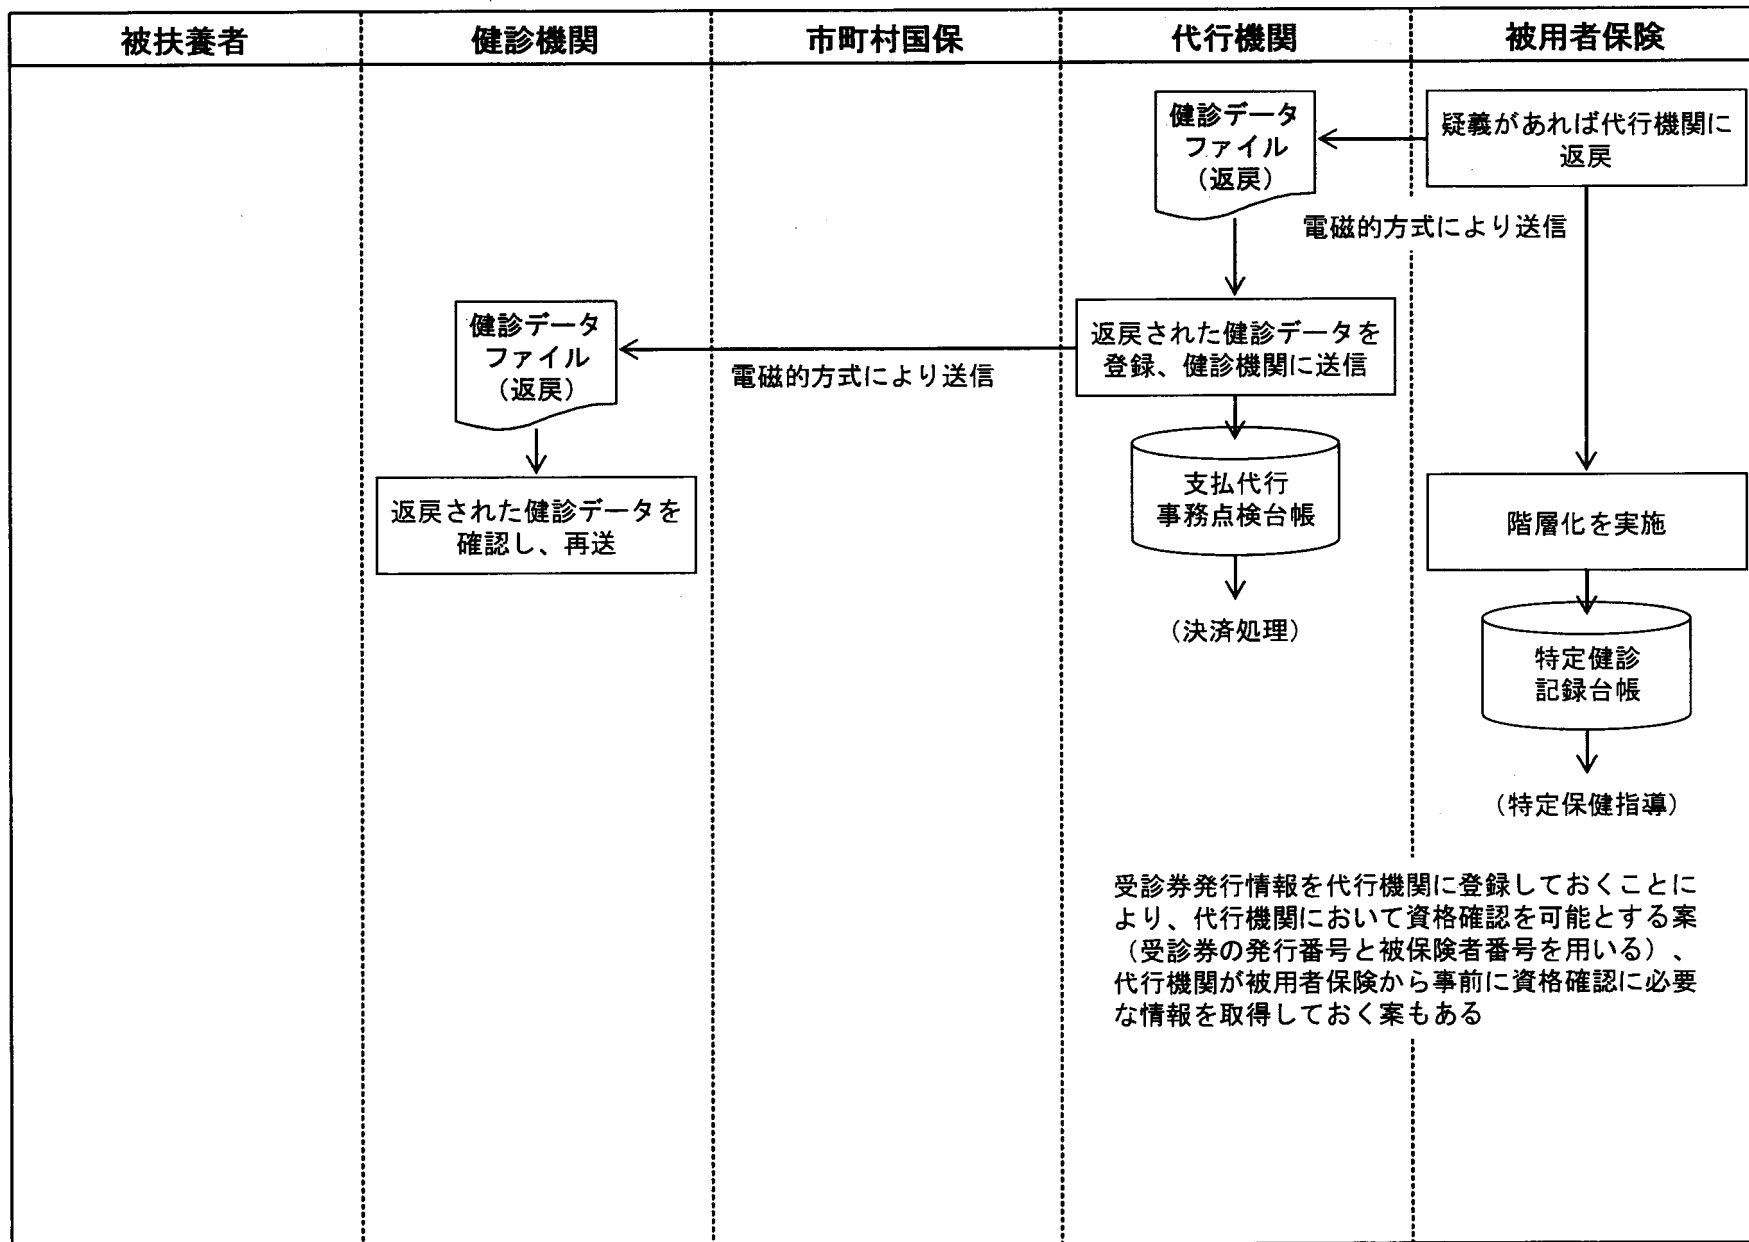 被扶養者
健診機関
市町村国保
代行機関
被用者保険
健診データ
ファイル
（返戻）
疑義があれば代行機関に
返戻
電磁的方式により送信
健診データ
ファイル
（返戻）
電磁的方式により送信
返戻された健診データを
登録、健診機関に送信
返戻された健診データを
確認し、再送
支払代行
事務点検台帳
階層化を実施
（決済処理）
特定健診
記録台帳
（特定保健指導）
受診券発行情報を代行機関に登録しておくことに
より、代行機関において資格確認を可能とする案
（受診券の発行番号と被保険者番号を用いる）、
代行機関が被用者保険から事前に資格確認に必要
な情報を取得しておく案もある